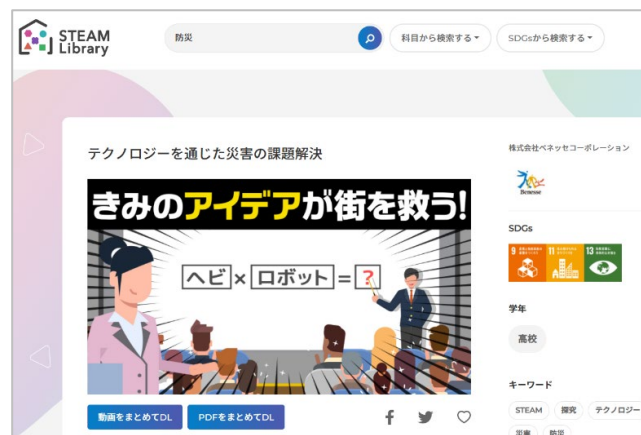 STEAM
Library
防災
科目から検索する
SDGsから検索する
テクノロジーを通じた災害の課題解決
きみのアイデアが街を救う!
ヘビ×ロボット=?
動画をまとめてDL
PDFをまとめてDL
株式会社ベネッセコーポレーション
Benesse
SDGs
9
11
13
学年
高校
キーワード
STEAM
探究
テクノロジー
災害
防災